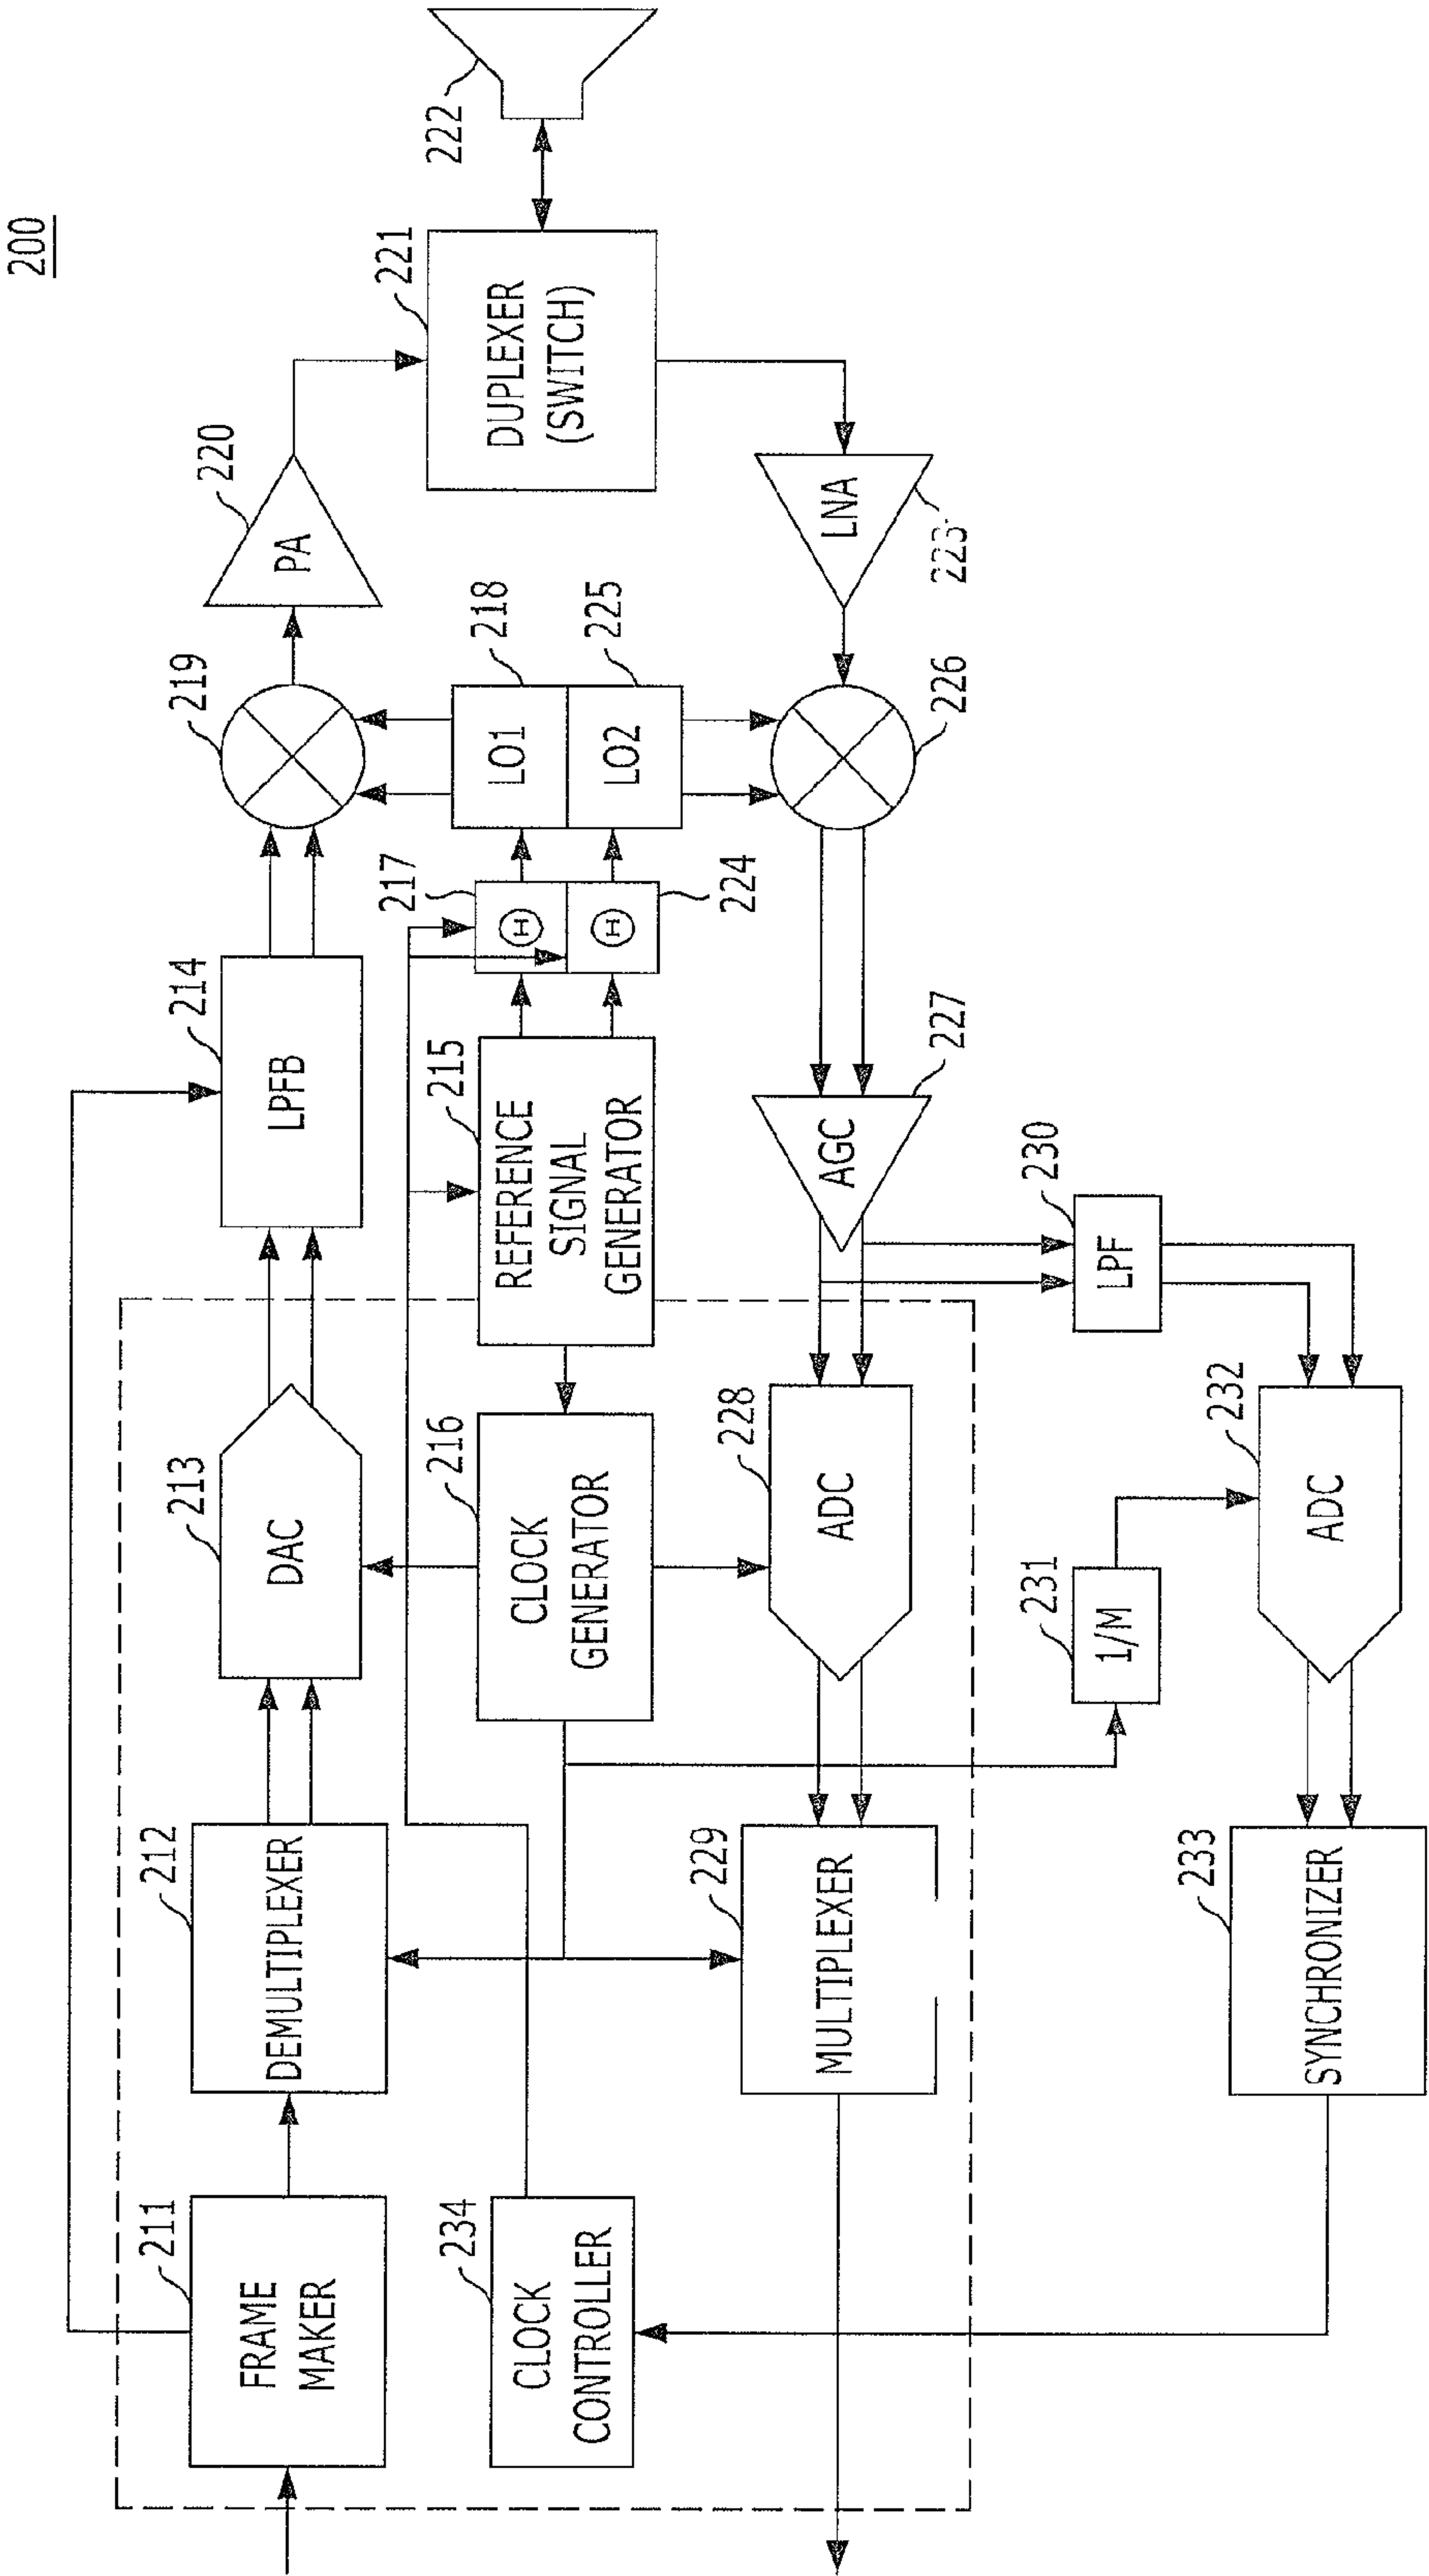 200
211
FRAME
MAKER
212
DEMULTIPLEXER
213
DAC
214
LPFB
219
220
PA
221
DUPLEXER
(SWITCH)
222
234
CLOCK
CONTROLLER
216
CLOCK
GENERATOR
215
REFERENCE
SIGNAL
GENERATOR
217
Θ
Θ
224
218
LO1
LO2
225
229
MULTIPLEXER
228
ADC
AGC
227
226
LNA
223
231
1/M
230
LPF
233
SYNCHRONIZER
232
ADC